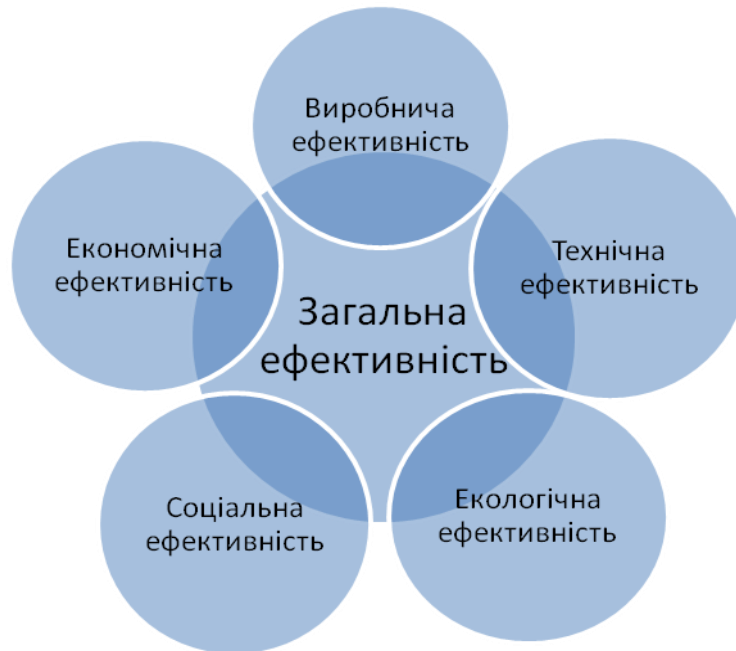 Виробнича
ефективність
Економічна
ефективність
Технічна
ефективність
Загальна
ефективність
Соціальна
ефективність
Екологічна
ефективність